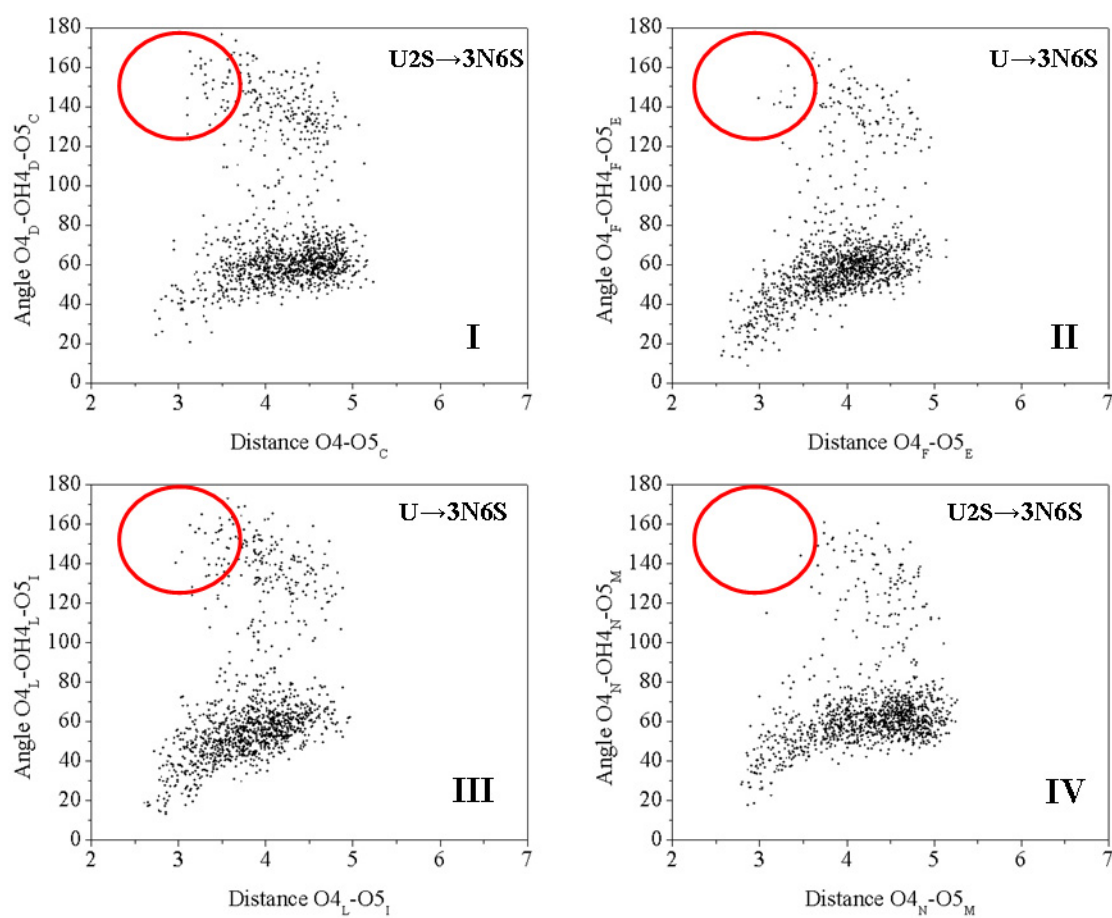 180
160
140
120
100
80
60
40
20
0
Angle O4D-OH4D-O5C
U2S→3N6S
I
2 3 4 5 6 7
Distance O4-O5C
180
160
140
120
100
80
60
40
20
0
Angle O4F-OH4F-O5E
U→3N6S
II
2 3 4 5 6 7
Distance O4F-O5E
180
160
140
120
100
80
60
40
20
0
Angle O4L-OH4L-O5I
U→3N6S
III
2 3 4 5 6 7
Distance O4L-O5I
180
160
140
120
100
80
60
40
20
0
Angle O4N-OH4N-O5M
U2S→3N6S
IV
2 3 4 5 6 7
Distance O4N-O5M